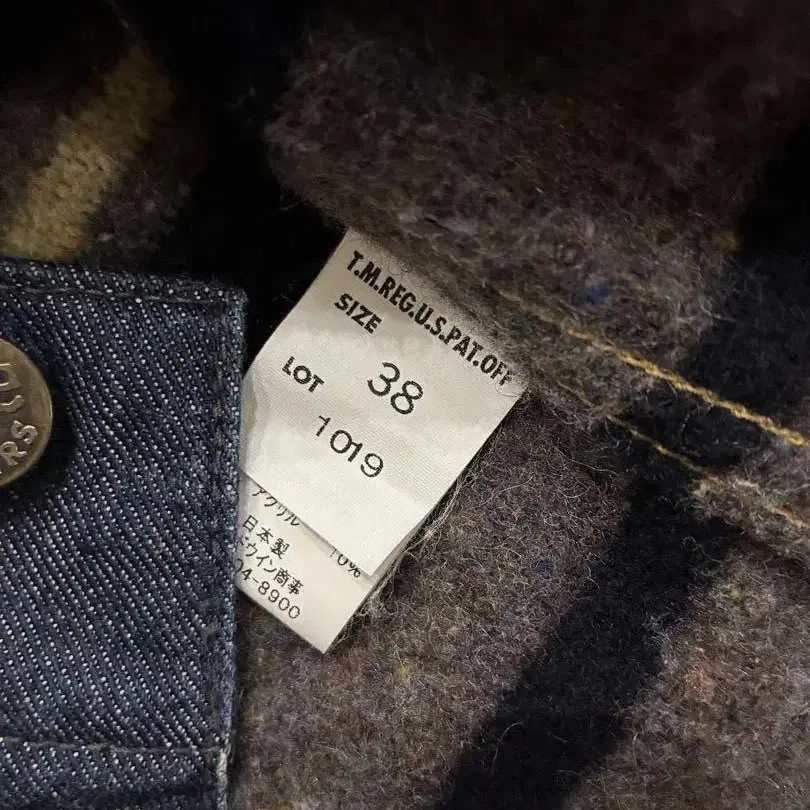 T.M.REG.U.S.PAT.OFF
SIZE
38
LOT
1019
アクリル 10%
日本製
ドウイン商事
04-8900